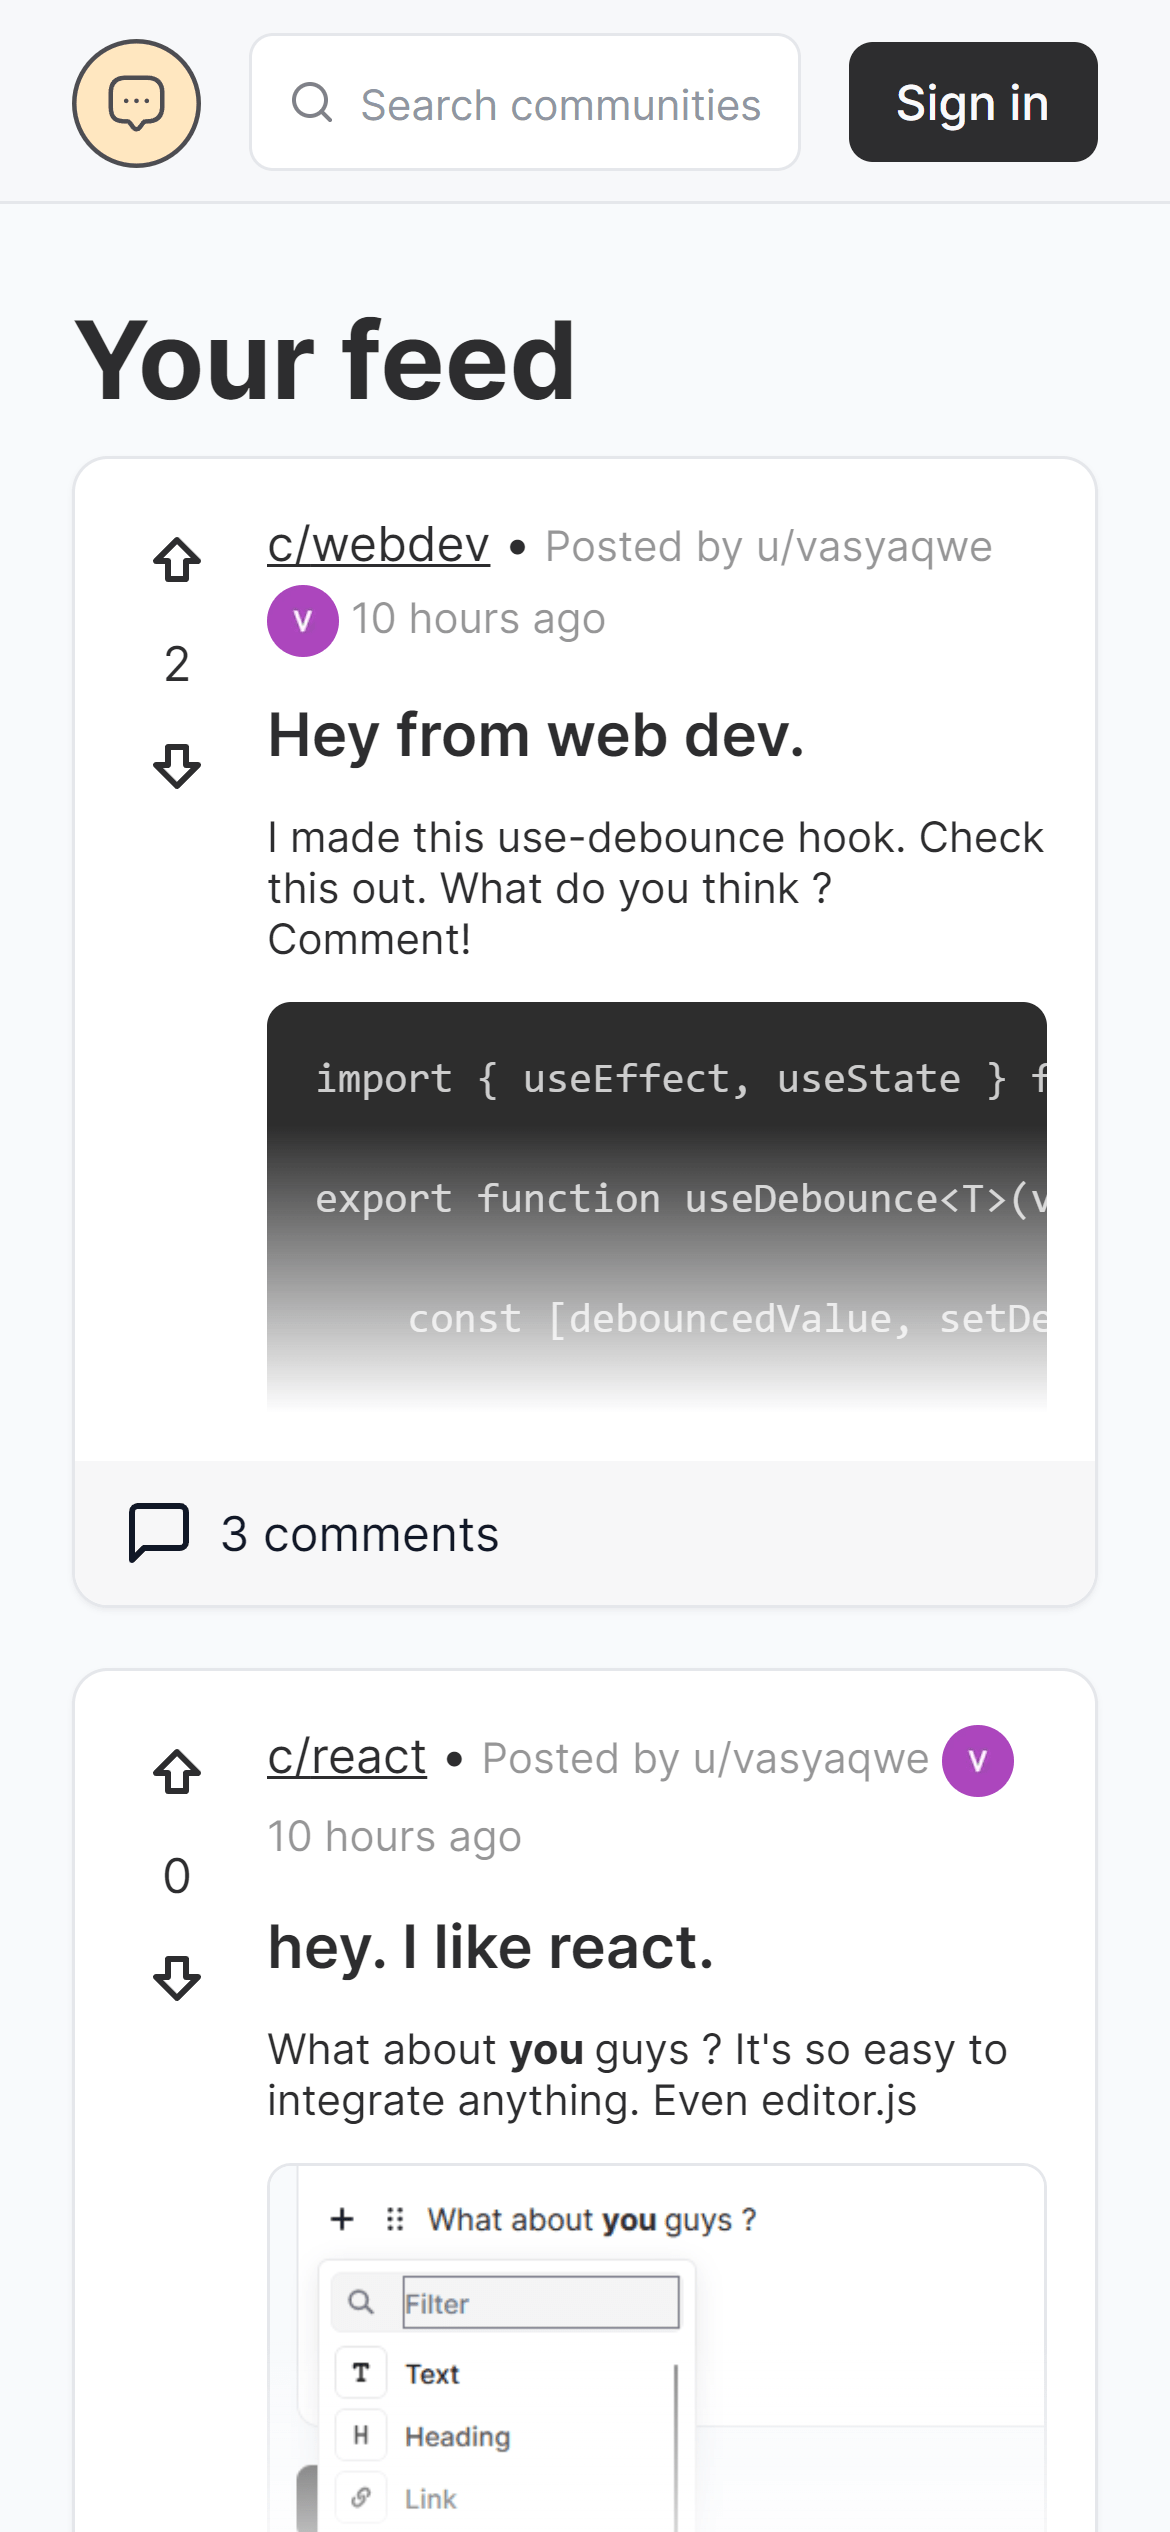 Search communities
Sign in
Your feed
c/webdev • Posted by u/vasyaqwe
V 10 hours ago
2
Hey from web dev.
I made this use-debounce hook. Check
this out. What do you think ?
Comment!
import { useEffect, useState } f
export function useDebounce<T>(v
const [debouncedValue, setDe
3 comments
c/react • Posted by u/vasyaqwe V
10 hours ago
0
hey. I like react.
What about you guys ? It's so easy to
integrate anything. Even editor.js
+ What about you guys ?
Filter
T Text
H Heading
Link